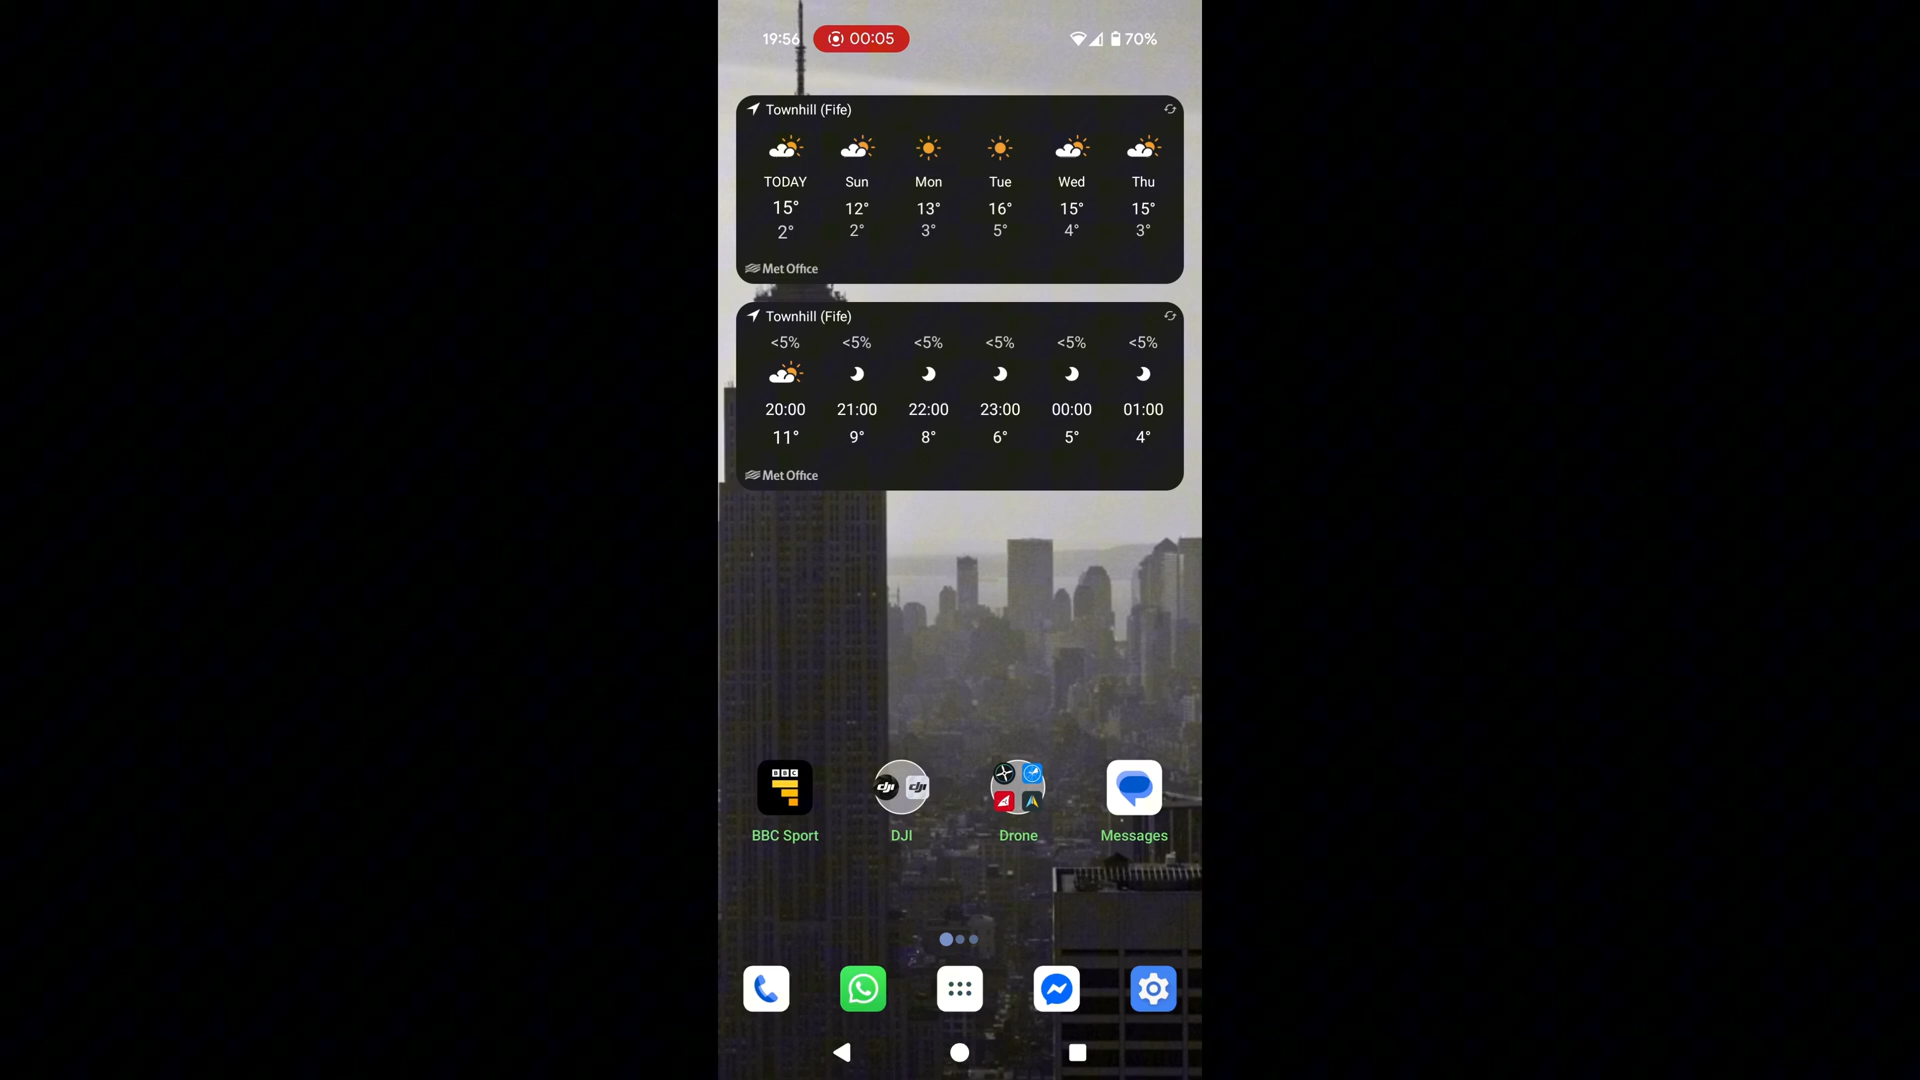 19:56 00:05 70%
Townhill (Fife)
TODAY Sun Mon Tue Wed Thu
15° 12° 13° 16° 15° 15°
2° 2° 3° 5° 4° 3°
Met Office
Townhill (Fife)
<5% <5% <5% <5% <5% <5%
20:00 21:00 22:00 23:00 00:00 01:00
11° 9° 8° 6° 5° 4°
Met Office
BBC
dji dji
BBC Sport DJI Drone Messages